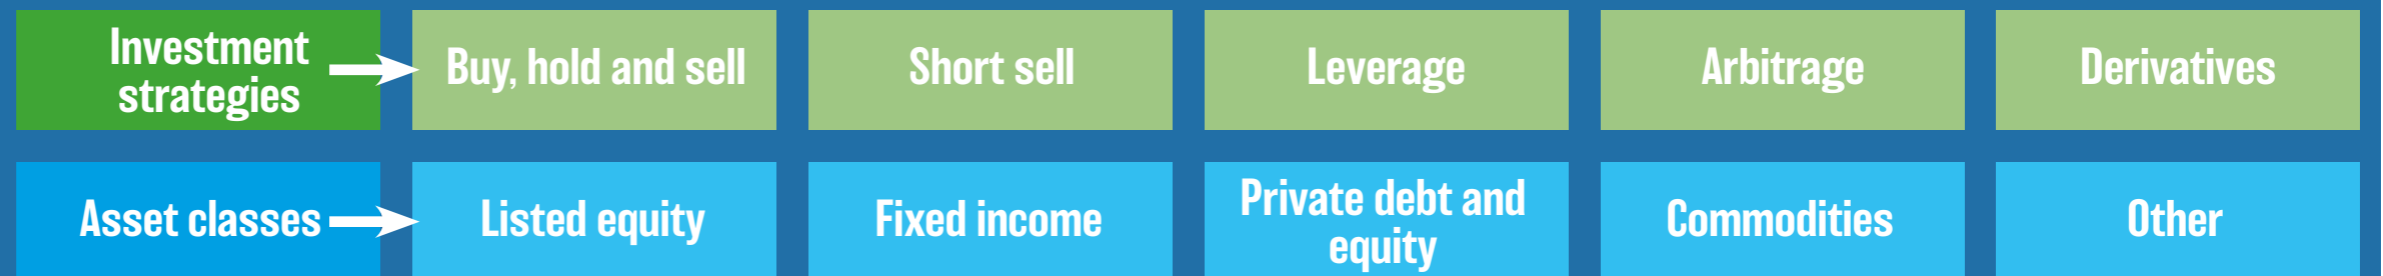 Investment
strategies
Buy, hold and sell
Short sell
Leverage
Arbitrage
Derivatives
Asset classes
Listed equity
Fixed income
Private debt and
equity
Commodities
Other